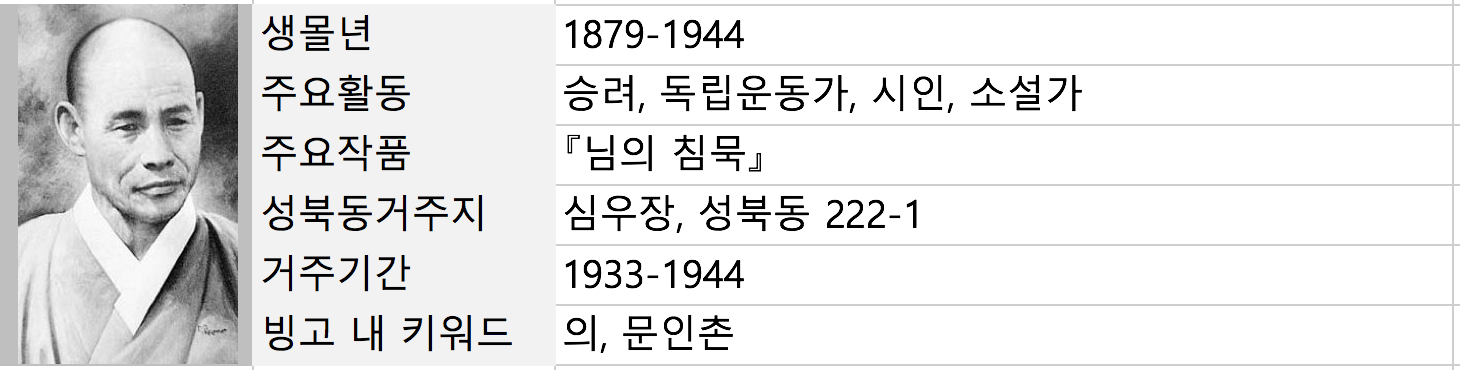 생몰년 1879-1944
주요활동 승려, 독립운동가, 시인, 소설가
주요작품 『님의 침묵』
성북동거주지 심우장, 성북동 222-1
거주기간 1933-1944
빙고 내 키워드 의, 문인촌